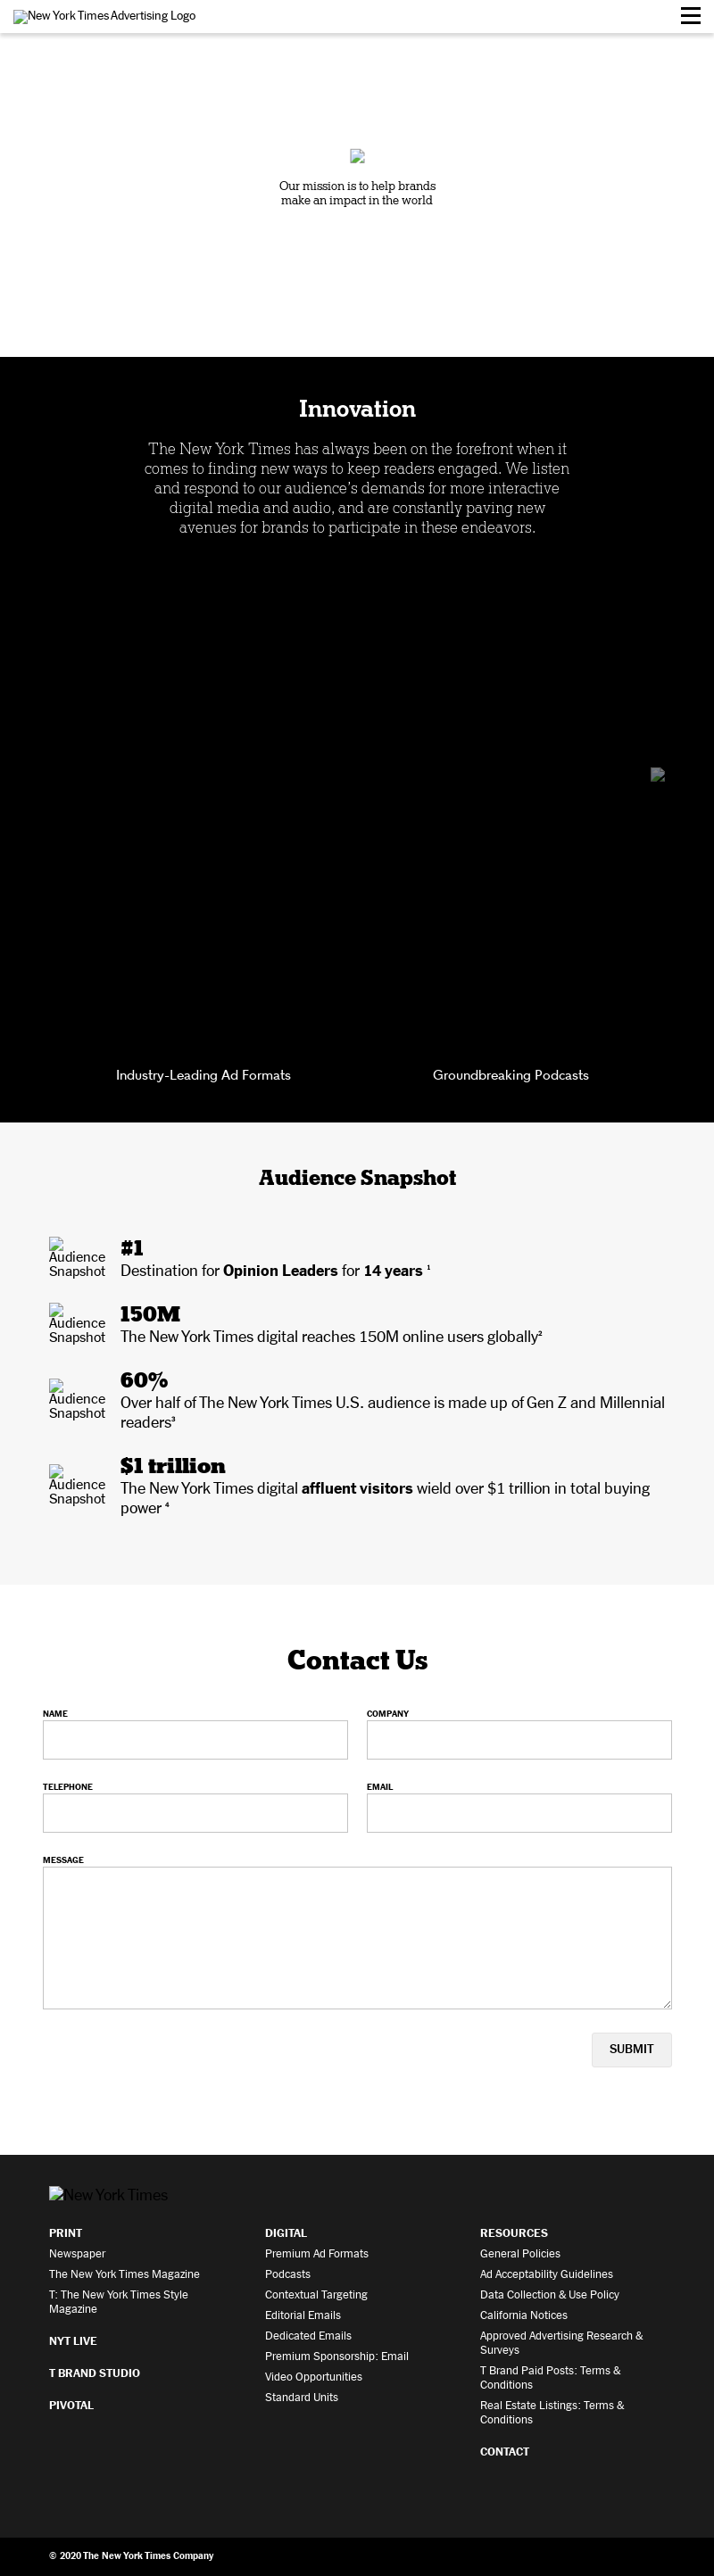 New York Times Advertising Logo
Our mission is to help brands
make an impact in the world
Innovation
The New York Times has always been on the forefront when it
comes to finding new ways to keep readers engaged. We listen
and respond to our audience's demands for more interactive
digital media and audio, and are constantly paving new
avenues for brands to participate in these endeavors.
Industry-Leading Ad Formats
Groundbreaking Podcasts
Audience Snapshot
Audience
Snapshot
#1
Destination for Opinion Leaders for 14 years ¹
Audience
Snapshot
150M
The New York Times digital reaches 150M online users globally²
Audience
Snapshot
60%
Over half of The New York Times U.S. audience is made up of Gen Z and Millennial
readers³
Audience
Snapshot
$1 trillion
The New York Times digital affluent visitors wield over $1 trillion in total buying
power ⁴
Contact Us
NAME
COMPANY
TELEPHONE
EMAIL
MESSAGE
SUBMIT
New York Times
PRINT
Newspaper
The New York Times Magazine
T: The New York Times Style
Magazine
NYT LIVE
T BRAND STUDIO
PIVOTAL
DIGITAL
Premium Ad Formats
Podcasts
Contextual Targeting
Editorial Emails
Dedicated Emails
Premium Sponsorship: Email
Video Opportunities
Standard Units
RESOURCES
General Policies
Ad Acceptability Guidelines
Data Collection & Use Policy
California Notices
Approved Advertising Research &
Surveys
T Brand Paid Posts: Terms &
Conditions
Real Estate Listings: Terms &
Conditions
CONTACT
© 2020 The New York Times Company